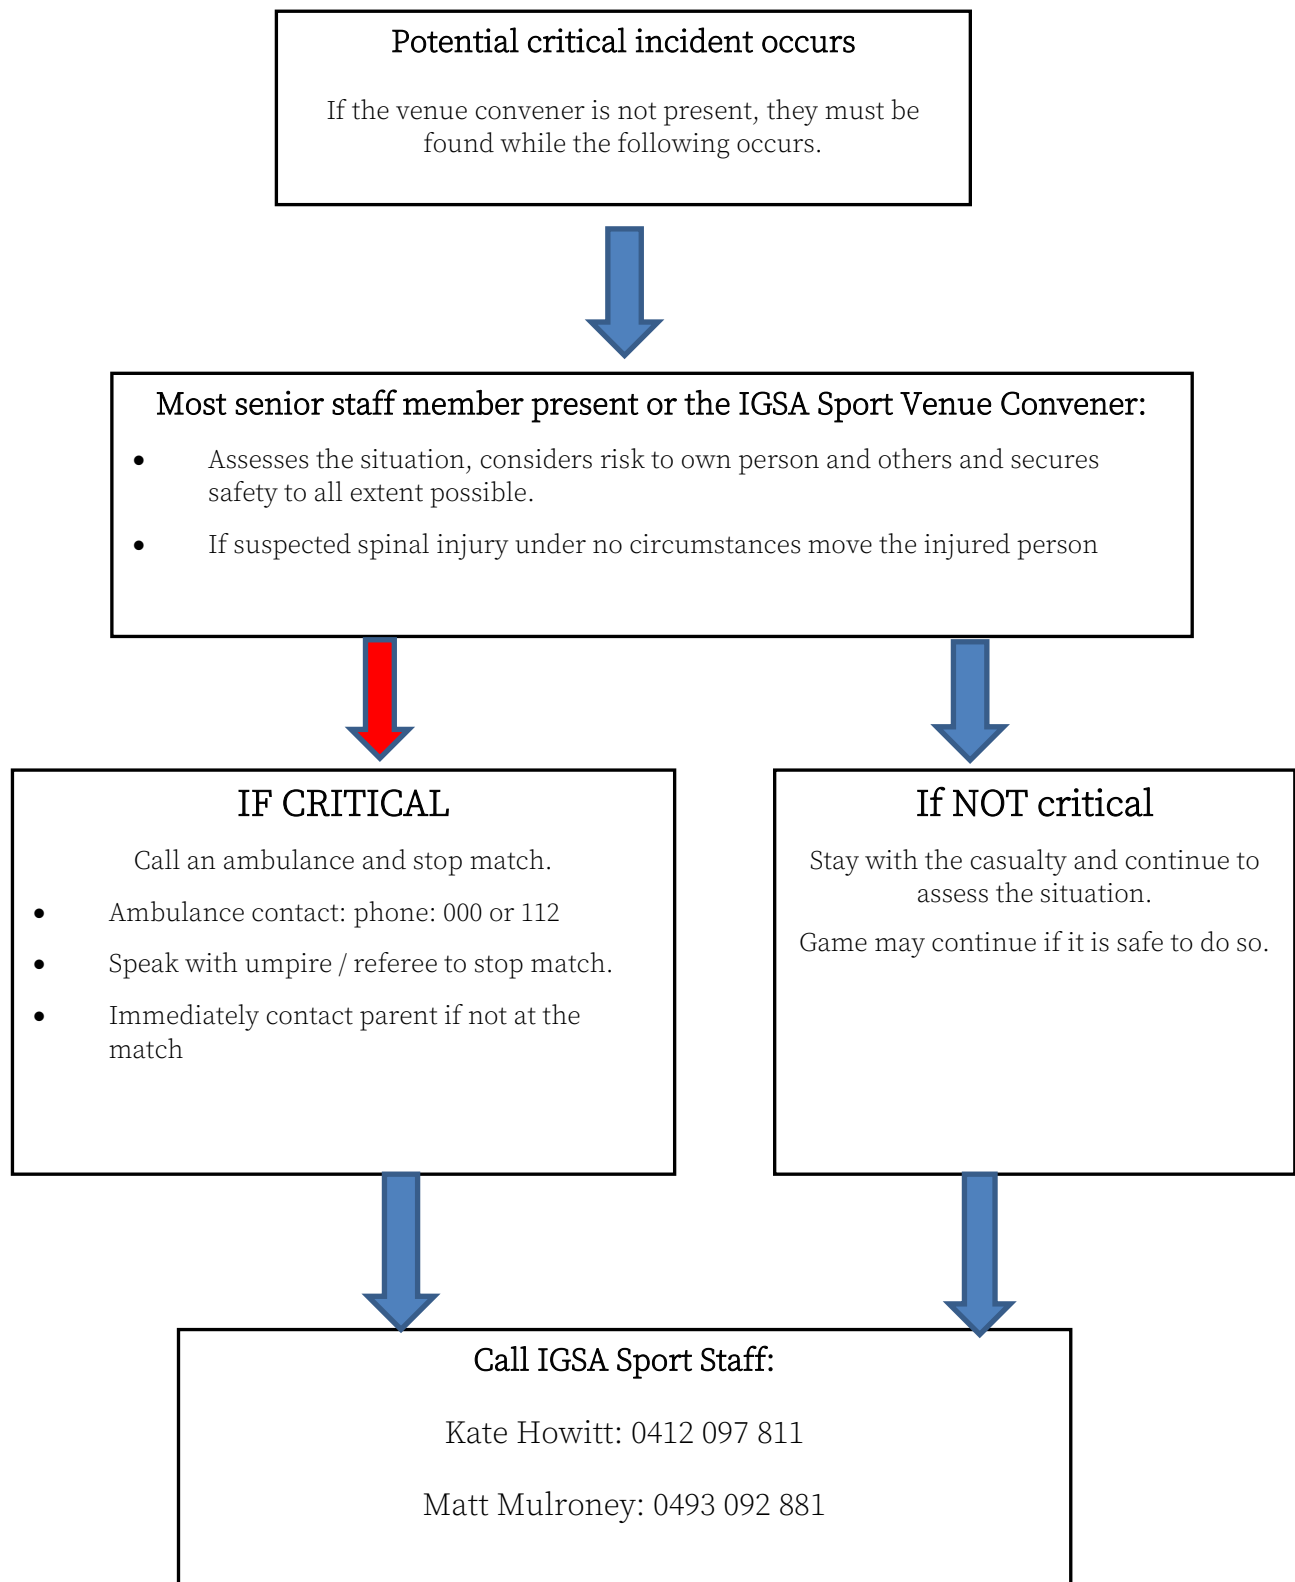 Potential critical incident occurs
If the venue convener is not present, they must be
found while the following occurs.
Most senior staff member present or the IGSA Sport Venue Convener:
• Assesses the situation, considers risk to own person and others and secures
safety to all extent possible.
• If suspected spinal injury under no circumstances move the injured person
IF CRITICAL
Call an ambulance and stop match.
• Ambulance contact: phone: 000 or 112
• Speak with umpire / referee to stop match.
• Immediately contact parent if not at the
match
If NOT critical
Stay with the casualty and continue to
assess the situation.
Game may continue if it is safe to do so.
Call IGSA Sport Staff:
Kate Howitt: 0412 097 811
Matt Mulroney: 0493 092 881